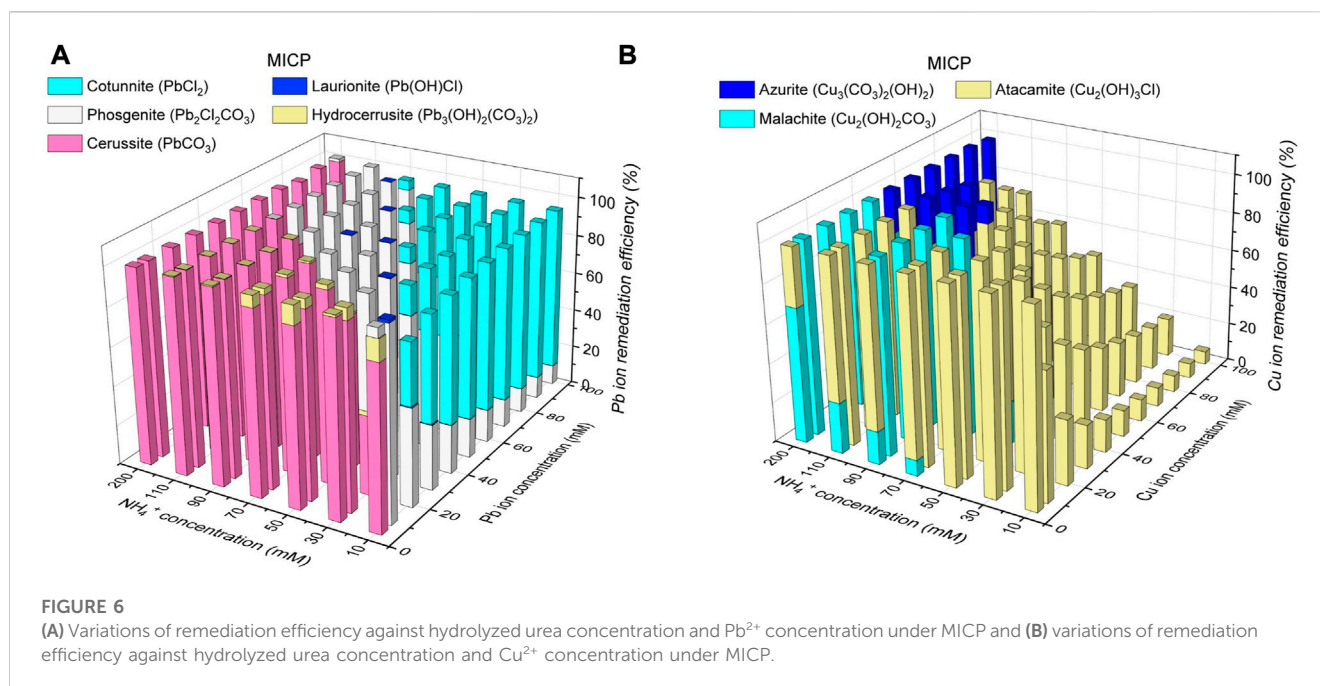 A
MICP
Cotunnite (PbCl₂)
Laurionite (Pb(OH)Cl)
Phosgenite (Pb₂Cl₂CO₃)
Hydrocerrusite (Pb₃(OH)₂(CO₃)₂)
Cerussite (PbCO₃)
100
80
60
40
20
0
Pb ion remediation efficiency (%)
200
110
90
70
50
30
10
NH₄⁺ concentration (mM)
0
20
40
60
80
100
Pb ion concentration (mM)
B
MICP
Azurite (Cu₃(CO₃)₂(OH)₂)
Atacamite (Cu₂(OH)₃Cl)
Malachite (Cu₂(OH)₂CO₃)
100
80
60
40
20
0
Cu ion remediation efficiency (%)
200
110
90
70
50
30
10
NH₄⁺ concentration (mM)
0
20
40
60
80
100
Cu ion concentration (mM)
FIGURE 6
(A) Variations of remediation efficiency against hydrolyzed urea concentration and Pb²⁺ concentration under MICP and (B) variations of remediation
efficiency against hydrolyzed urea concentration and Cu²⁺ concentration under MICP.